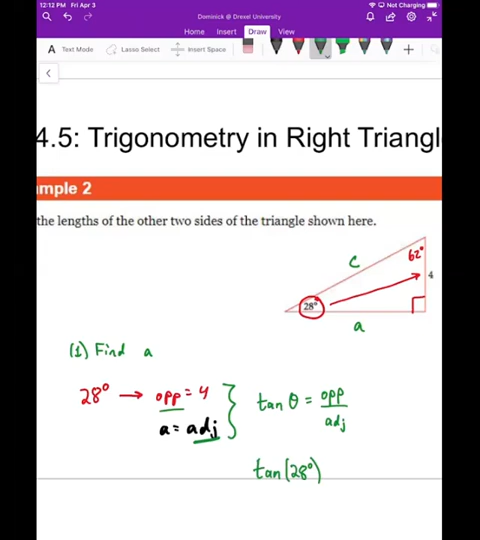 12:12 PM Fri Apr 3
Not Charging
Dominick @ Drexel University
Home Insert Draw View
A Text Mode Lasso Select Insert Space
4.5: Trigonometry in Right Triangl
mple 2
the lengths of the other two sides of the triangle shown here.
62°
c
4
28°
a
(1) Find a
28° → opp = 4
a = adj
tan θ = opp / adj
tan(28°)